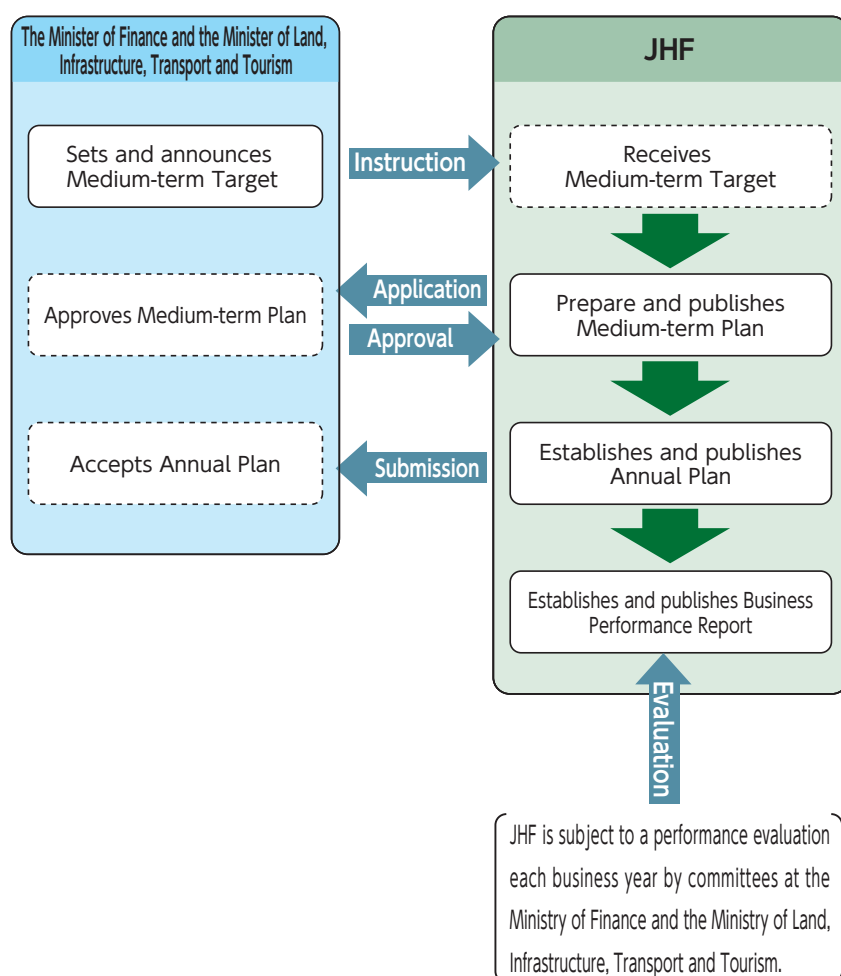 The Minister of Finance and the Minister of Land,
Infrastructure, Transport and Tourism
JHF
Sets and announces
Medium-term Target
Instruction
Receives
Medium-term Target
Approves Medium-term Plan
Application
Approval
Prepare and publishes
Medium-term Plan
Accepts Annual Plan
Submission
Establishes and publishes
Annual Plan
Establishes and publishes Business
Performance Report
Evaluation
JHF is subject to a performance evaluation
each business year by committees at the
Ministry of Finance and the Ministry of Land,
Infrastructure, Transport and Tourism.